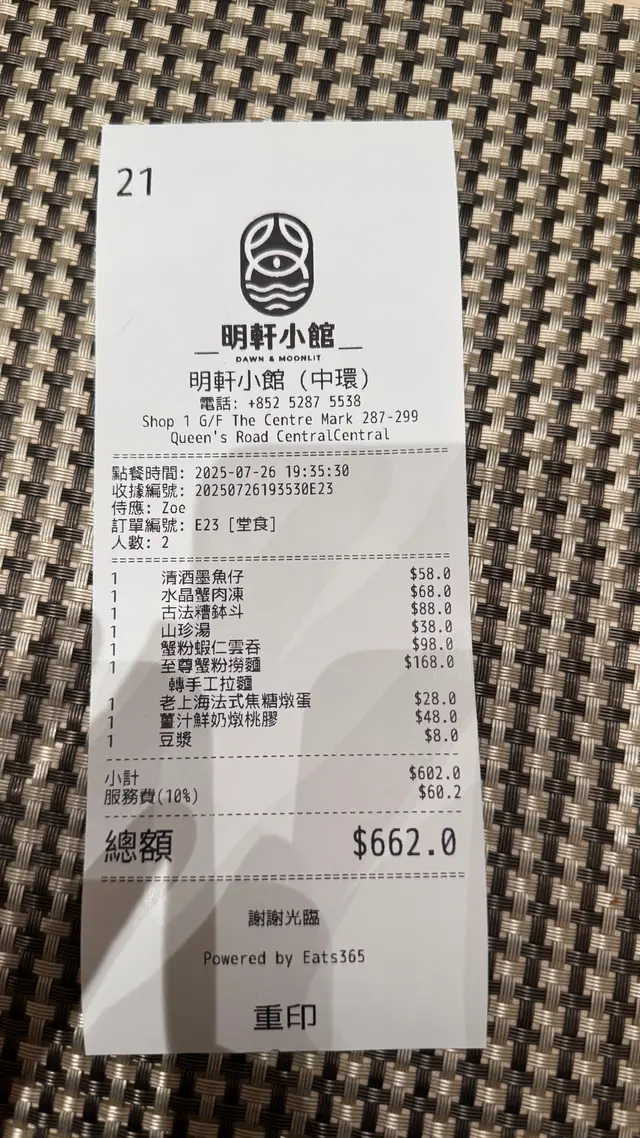 21
明軒小館
DAWN & MOONLIT
明軒小館 (中環)
電話: +852 5287 5538
Shop 1 G/F The Centre Mark 287-299
Queen's Road CentralCentral
點餐時間: 2025-07-26 19:35:30
收據編號: 20250726193530E23
侍應: Zoe
訂單編號: E23 [堂食]
人數: 2
1 清酒墨魚仔 $58.0
1 水晶蟹肉凍 $68.0
1 古法糟鉢斗 $88.0
1 山珍湯 $38.0
1 蟹粉蝦仁雲吞 $98.0
1 至尊蟹粉撈麵 $168.0
轉手工拉麵
1 老上海法式焦糖燉蛋 $28.0
1 薑汁鮮奶燉桃膠 $48.0
1 豆漿 $8.0
小計 $602.0
服務費(10%) $60.2
總額 $662.0
謝謝光臨
Powered by Eats365
重印